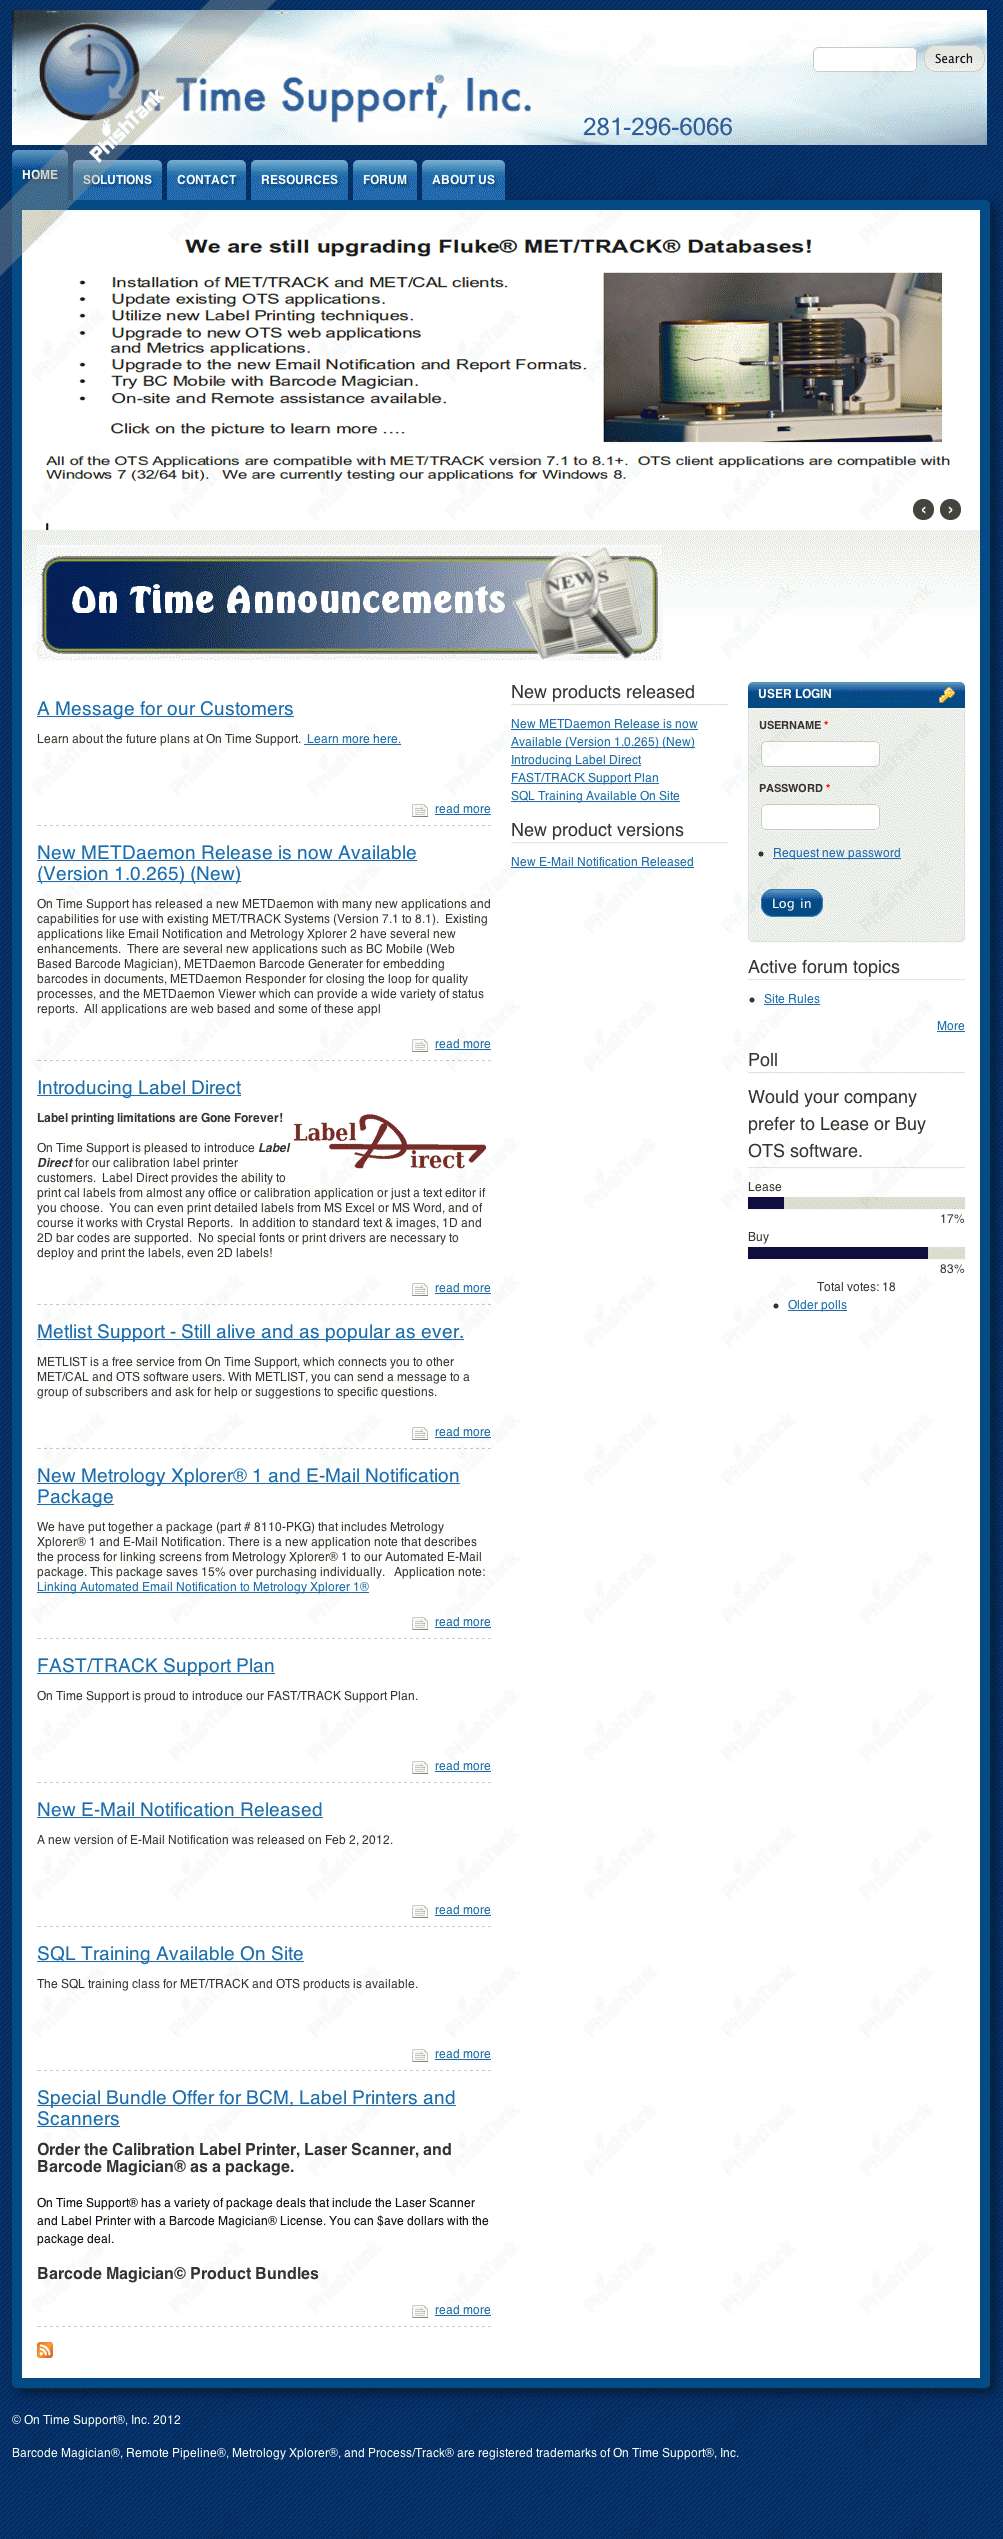 On Time Support, Inc.
281-296-6066
Search
PhishTank
HOME
SOLUTIONS
CONTACT
RESOURCES
FORUM
ABOUT US
We are still upgrading Fluke® MET/TRACK® Databases!
• Installation of MET/TRACK and MET/CAL clients.
• Update existing OTS applications.
• Utilize new Label Printing techniques.
• Upgrade to new OTS web applications
and Metrics applications.
• Upgrade to the new Email Notification and Report Formats.
• Try BC Mobile with Barcode Magician.
• On-site and Remote assistance available.
Click on the picture to learn more ....
All of the OTS Applications are compatible with MET/TRACK version 7.1 to 8.1+. OTS client applications are compatible with
Windows 7 (32/64 bit). We are currently testing our applications for Windows 8.
On Time Announcements
NEWS
A Message for our Customers
Learn about the future plans at On Time Support. Learn more here.
read more
New METDaemon Release is now Available
(Version 1.0.265) (New)
On Time Support has released a new METDaemon with many new applications and
capabilities for use with existing MET/TRACK Systems (Version 7.1 to 8.1). Existing
applications like Email Notification and Metrology Xplorer 2 have several new
enhancements. There are several new applications such as BC Mobile (Web
Based Barcode Magician), METDaemon Barcode Generater for embedding
barcodes in documents, METDaemon Responder for closing the loop for quality
processes, and the METDaemon Viewer which can provide a wide variety of status
reports. All applications are web based and some of these appl
read more
Introducing Label Direct
Label printing limitations are Gone Forever!
Label Direct
On Time Support is pleased to introduce Label
Direct for our calibration label printer
customers. Label Direct provides the ability to
print cal labels from almost any office or calibration application or just a text editor if
you choose. You can even print detailed labels from MS Excel or MS Word, and of
course it works with Crystal Reports. In addition to standard text & images, 1D and
2D bar codes are supported. No special fonts or print drivers are necessary to
deploy and print the labels, even 2D labels!
read more
Metlist Support - Still alive and as popular as ever.
METLIST is a free service from On Time Support, which connects you to other
MET/CAL and OTS software users. With METLIST, you can send a message to a
group of subscribers and ask for help or suggestions to specific questions.
read more
New Metrology Xplorer® 1 and E-Mail Notification
Package
We have put together a package (part # 8110-PKG) that includes Metrology
Xplorer® 1 and E-Mail Notification. There is a new application note that describes
the process for linking screens from Metrology Xplorer® 1 to our Automated E-Mail
package. This package saves 15% over purchasing individually. Application note:
Linking Automated Email Notification to Metrology Xplorer 1®
read more
FAST/TRACK Support Plan
On Time Support is proud to introduce our FAST/TRACK Support Plan.
read more
New E-Mail Notification Released
A new version of E-Mail Notification was released on Feb 2, 2012.
read more
SQL Training Available On Site
The SQL training class for MET/TRACK and OTS products is available.
read more
Special Bundle Offer for BCM, Label Printers and
Scanners
Order the Calibration Label Printer, Laser Scanner, and
Barcode Magician® as a package.
On Time Support® has a variety of package deals that include the Laser Scanner
and Label Printer with a Barcode Magician® License. You can $ave dollars with the
package deal.
Barcode Magician© Product Bundles
read more
New products released
New METDaemon Release is now
Available (Version 1.0.265) (New)
Introducing Label Direct
FAST/TRACK Support Plan
SQL Training Available On Site
New product versions
New E-Mail Notification Released
USER LOGIN
USERNAME *
PASSWORD *
• Request new password
Log in
Active forum topics
• Site Rules
More
Poll
Would your company
prefer to Lease or Buy
OTS software.
Lease
17%
Buy
83%
Total votes: 18
• Older polls
© On Time Support®, Inc. 2012
Barcode Magician®, Remote Pipeline®, Metrology Xplorer®, and Process/Track® are registered trademarks of On Time Support®, Inc.